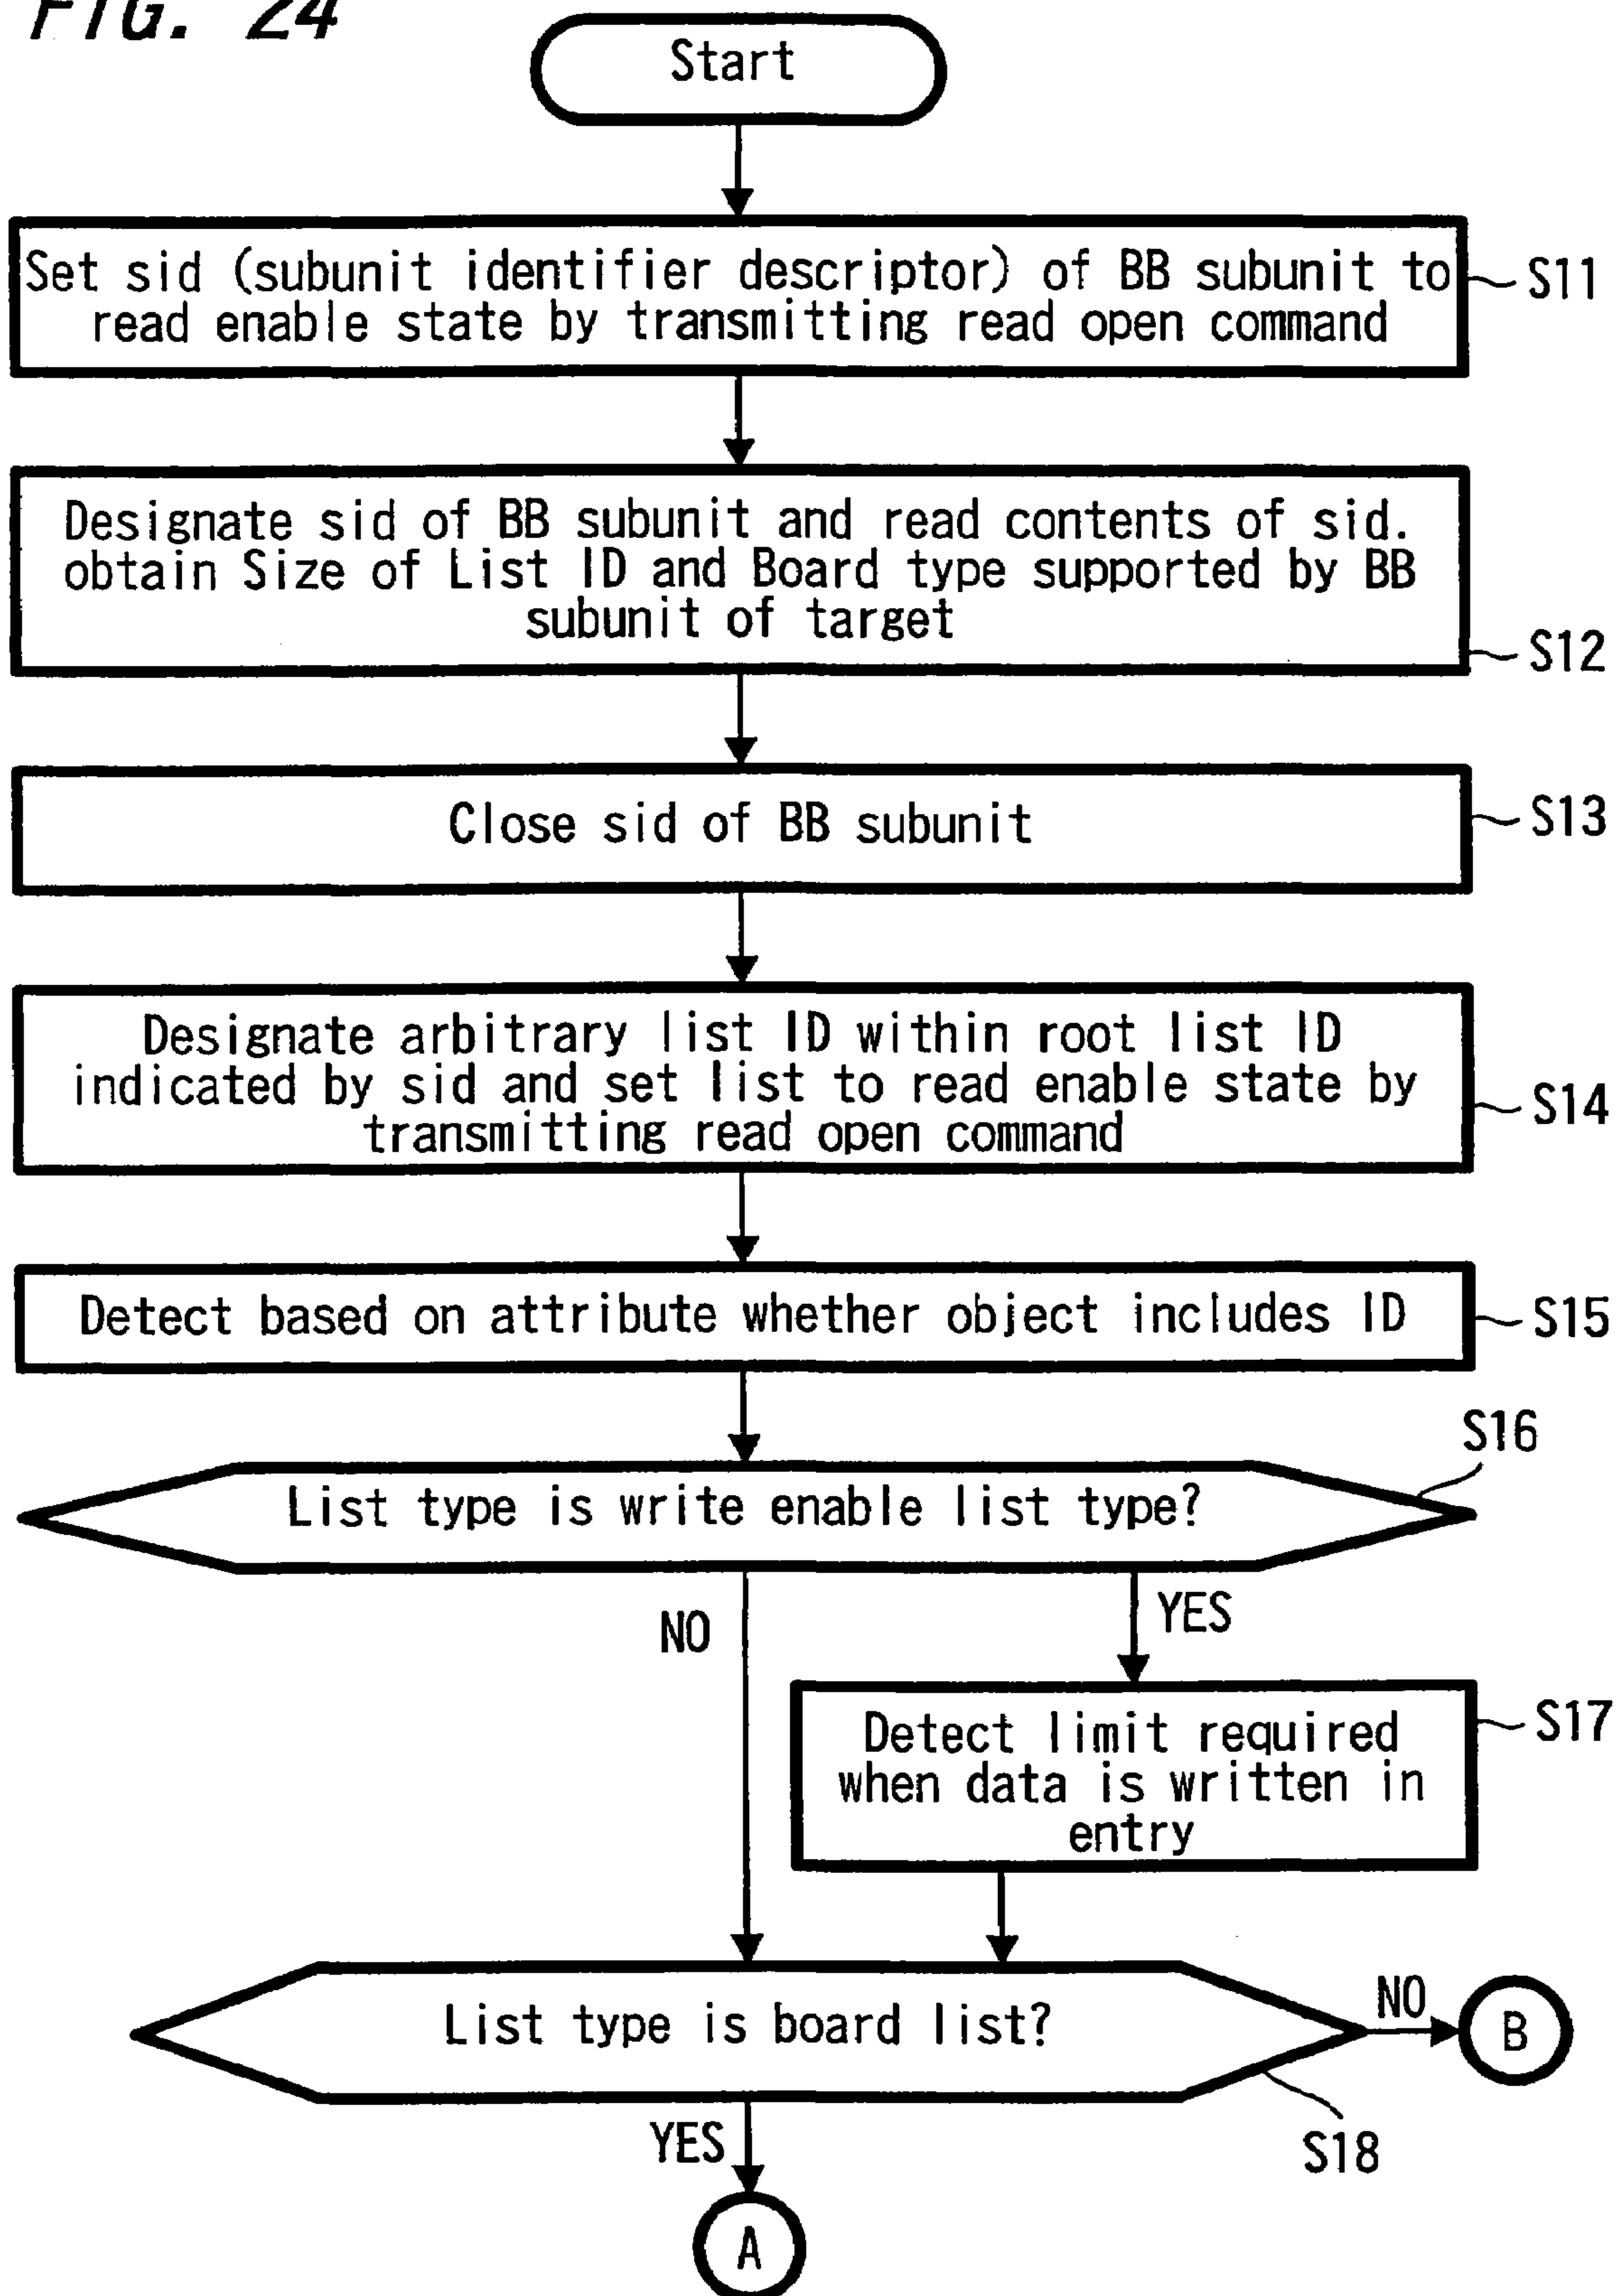 FIG. 24
Start
Set sid (subunit identifier descriptor) of BB subunit to
read enable state by transmitting read open command
S11
Designate sid of BB subunit and read contents of sid.
obtain Size of List ID and Board type supported by BB
subunit of target
S12
Close sid of BB subunit
S13
Designate arbitrary list ID within root list ID
indicated by sid and set list to read enable state by
transmitting read open command
S14
Detect based on attribute whether object includes ID
S15
S16
List type is write enable list type?
NO
YES
Detect limit required
when data is written in
entry
S17
List type is board list?
NO
B
YES
S18
A